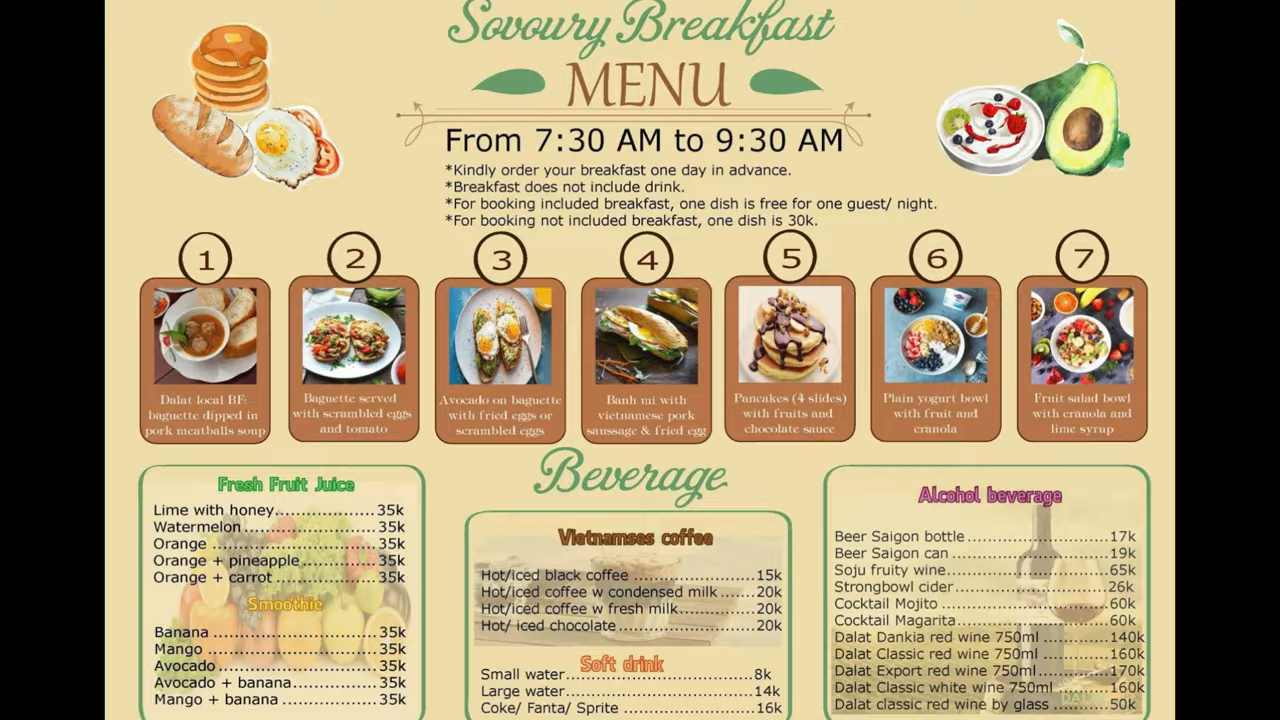 Sovoury Breakfast
MENU
From 7:30 AM to 9:30 AM
*Kindly order your breakfast one day in advance.
*Breakfast does not include drink.
*For booking included breakfast, one dish is free for one guest/ night.
*For booking not included breakfast, one dish is 30k.
1
Dalat local BF:
baguette dipped in
pork meatballs soup
2
Baguette served
with scrambled eggs
and tomato
3
Avocado on baguette
with fried eggs or
scrambled eggs
4
Banh mi with
vietnamese pork
saussage & fried egg
5
Pancakes (4 slides)
with fruits and
chocolate sauce
6
Plain yogurt bowl
with fruit and
cranola
7
Fruit salad bowl
with cranola and
lime syrup
Fresh Fruit Juice
Lime with honey.......................35k
Watermelon..............................35k
Orange ....................................35k
Orange + pineapple..................35k
Orange + carrot ........................35k
Smoothie
Banana ....................................35k
Mango......................................35k
Avocado...................................35k
Avocado + banana....................35k
Mango + banana ......................35k
Beverage
Vietnamses coffee
Hot/iced black coffee ............................15k
Hot/iced coffee w condensed milk .........20k
Hot/iced coffee w fresh milk..................20k
Hot/ iced chocolate ...............................20k
Soft drink
Small water...........................................8k
Large water...........................................14k
Coke/ Fanta/ Sprite ..............................16k
Alcohol beverage
Beer Saigon bottle ................................17k
Beer Saigon can ...................................19k
Soju fruity wine.....................................65k
Strongbowl cider...................................26k
Cocktail Mojito ......................................60k
Cocktail Magarita...................................60k
Dalat Dankia red wine 750ml ................140k
Dalat Classic red wine 750ml ................160k
Dalat Export red wine 750ml.................170k
Dalat Classic white wine 750ml.............160k
Dalat classic red wine by glass ..............50k